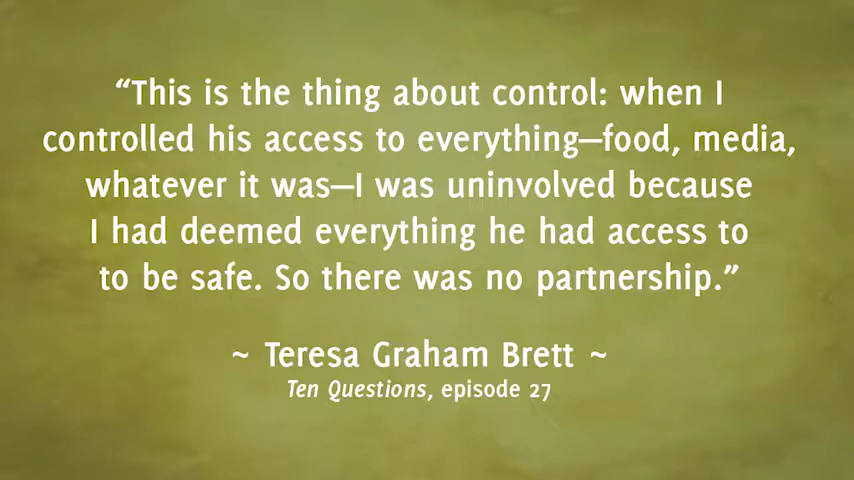 “This is the thing about control: when I
controlled his access to everything—food, media,
whatever it was—I was uninvolved because
I had deemed everything he had access to
to be safe. So there was no partnership.”
~ Teresa Graham Brett ~
Ten Questions, episode 27